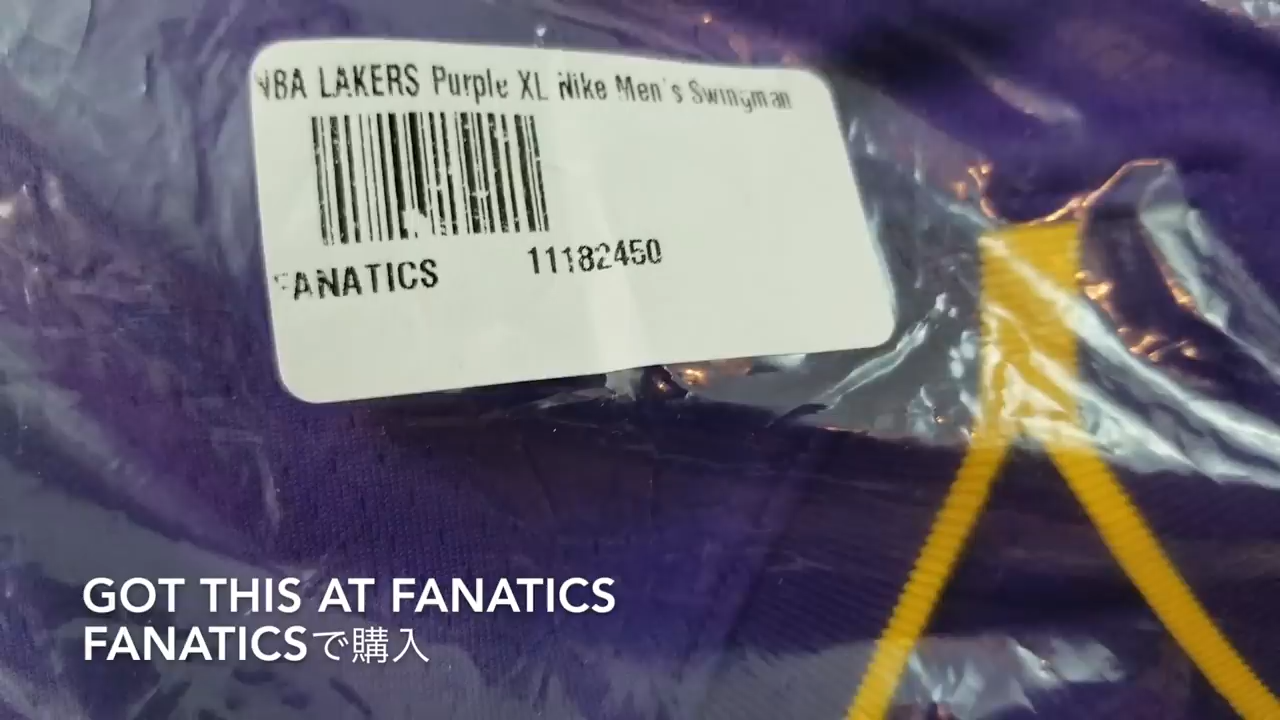 NBA LAKERS Purple XL Nike Men's Swingman
FANATICS 11182450
GOT THIS AT FANATICS
FANATICSで購入